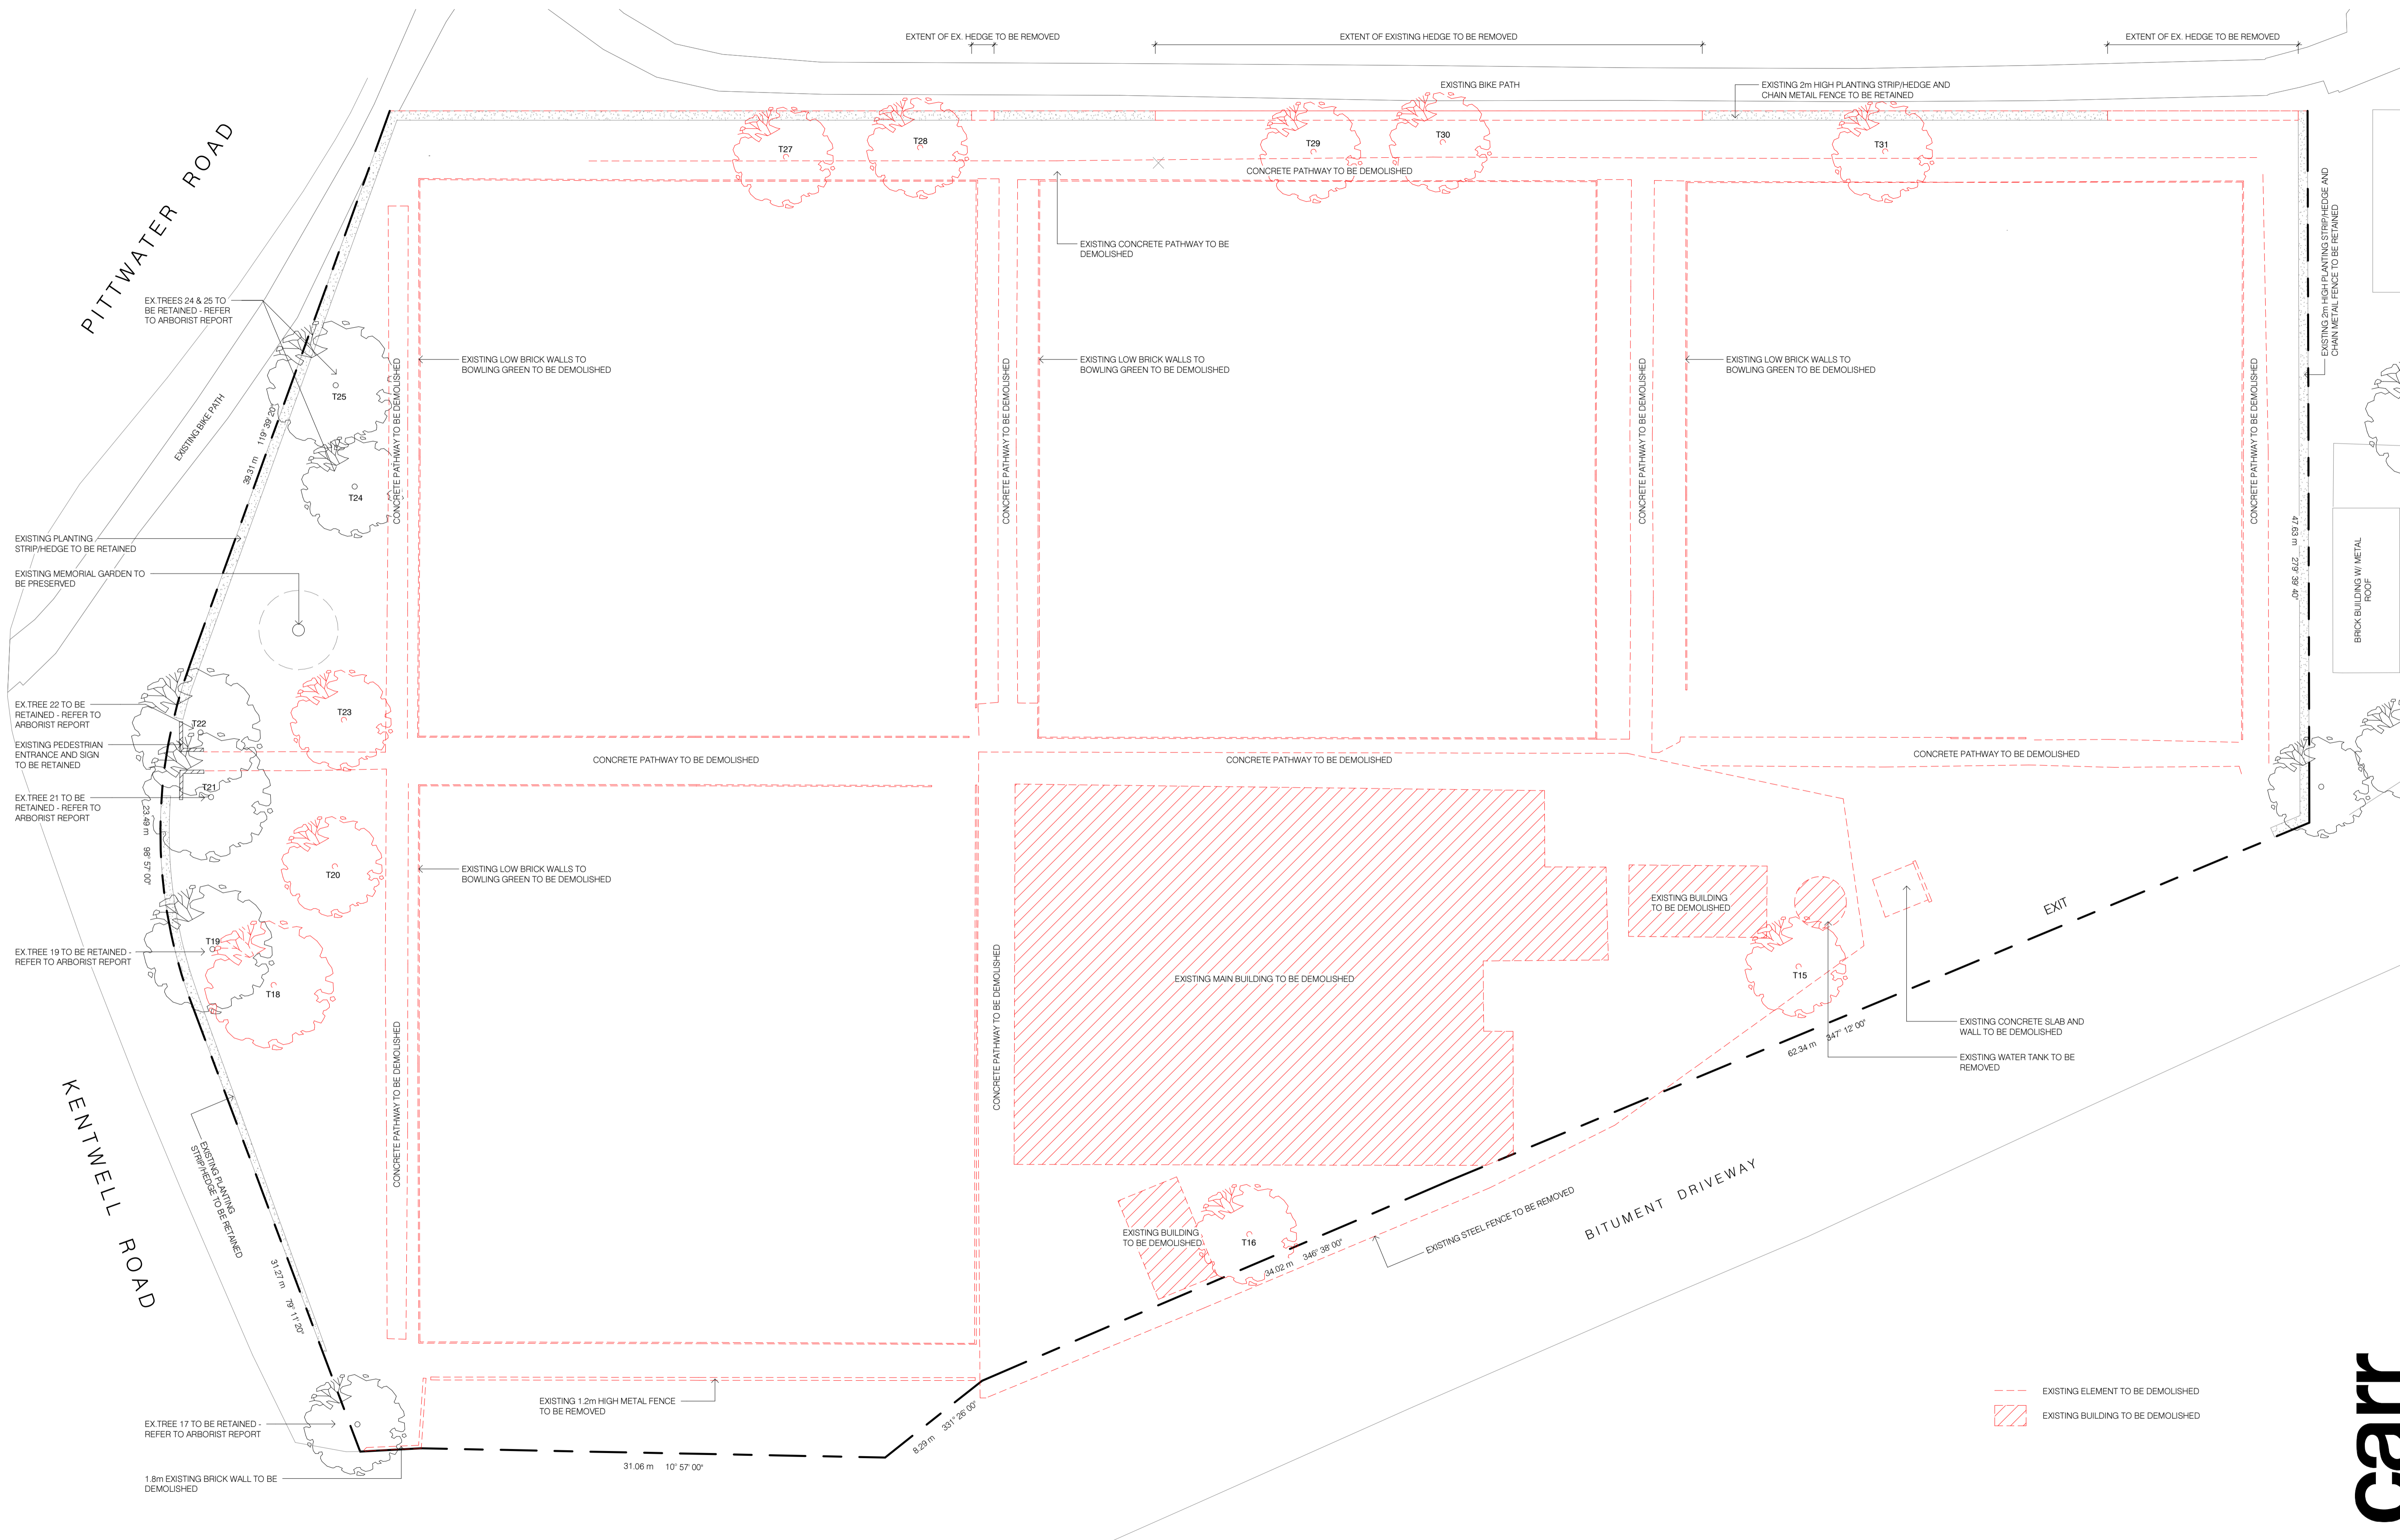 EXTENT OF EX. HEDGE TO BE REMOVED
EXTENT OF EXISTING HEDGE TO BE REMOVED
EXTENT OF EX. HEDGE TO BE REMOVED
EXISTING BIKE PATH
EXISTING 2m HIGH PLANTING STRIP/HEDGE AND
CHAIN METAIL FENCE TO BE RETAINED
PITTWATER ROAD
T27
T28
T29
T30
T31
CONCRETE PATHWAY TO BE DEMOLISHED
EXISTING 2m HIGH PLANTING STRIP/HEDGE AND
CHAIN METAIL FENCE TO BE RETAINED
EXISTING CONCRETE PATHWAY TO BE
DEMOLISHED
EX.TREES 24 & 25 TO
BE RETAINED - REFER
TO ARBORIST REPORT
EXISTING LOW BRICK WALLS TO
BOWLING GREEN TO BE DEMOLISHED
EXISTING LOW BRICK WALLS TO
BOWLING GREEN TO BE DEMOLISHED
EXISTING LOW BRICK WALLS TO
BOWLING GREEN TO BE DEMOLISHED
CONCRETE PATHWAY TO BE DEMOLISHED
CONCRETE PATHWAY TO BE DEMOLISHED
CONCRETE PATHWAY TO BE DEMOLISHED
CONCRETE PATHWAY TO BE DEMOLISHED
T25
EXISTING BIKE PATH
39.31 m 119° 39' 20"
T24
EXISTING PLANTING
STRIP/HEDGE TO BE RETAINED
EXISTING MEMORIAL GARDEN TO
BE PRESERVED
47.63 m 279° 39' 40"
BRICK BUILDING W/ METAL
ROOF
EX.TREE 22 TO BE
RETAINED - REFER TO
ARBORIST REPORT
T22
T23
EXISTING PEDESTRIAN
ENTRANCE AND SIGN
TO BE RETAINED
CONCRETE PATHWAY TO BE DEMOLISHED
CONCRETE PATHWAY TO BE DEMOLISHED
CONCRETE PATHWAY TO BE DEMOLISHED
EX.TREE 21 TO BE
RETAINED - REFER TO
ARBORIST REPORT
T21
23.49 m 98° 57' 00"
T20
EXISTING LOW BRICK WALLS TO
BOWLING GREEN TO BE DEMOLISHED
EXISTING BUILDING
TO BE DEMOLISHED
EXIT
EX.TREE 19 TO BE RETAINED -
REFER TO ARBORIST REPORT
T19
T18
EXISTING MAIN BUILDING TO BE DEMOLISHED
T15
CONCRETE PATHWAY TO BE DEMOLISHED
CONCRETE PATHWAY TO BE DEMOLISHED
EXISTING CONCRETE SLAB AND
WALL TO BE DEMOLISHED
62.34 m 347° 12' 00"
EXISTING WATER TANK TO BE
REMOVED
KENTWELL ROAD
EXISTING PLANTING
STRIP/HEDGE TO BE RETAINED
31.27 m 79° 11' 20"
EXISTING BUILDING
TO BE DEMOLISHED
T16
34.02 m 346° 38' 00"
EXISTING STEEL FENCE TO BE REMOVED
BITUMENT DRIVEWAY
EXISTING 1.2m HIGH METAL FENCE
TO BE REMOVED
EX.TREE 17 TO BE RETAINED -
REFER TO ARBORIST REPORT
8.29 m 331° 26' 00"
31.06 m 10° 57' 00"
1.8m EXISTING BRICK WALL TO BE
DEMOLISHED
EXISTING ELEMENT TO BE DEMOLISHED
EXISTING BUILDING TO BE DEMOLISHED
carr